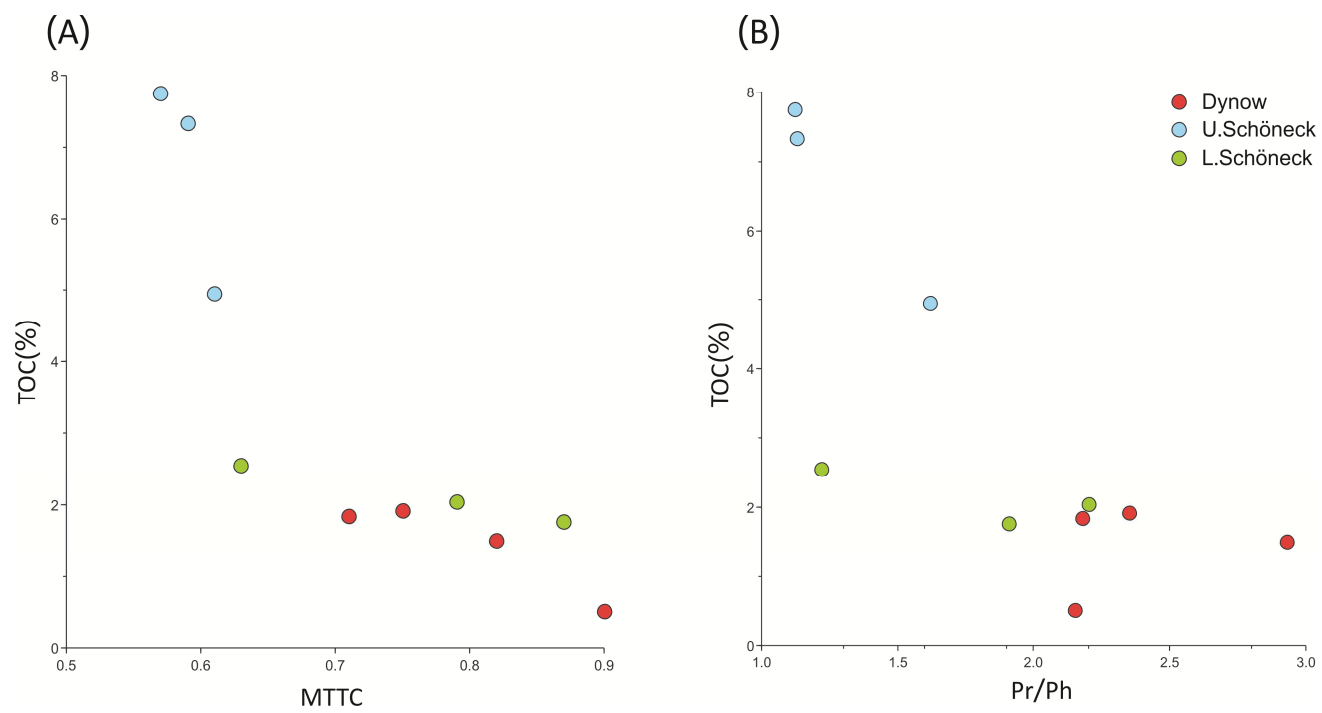 (A)
8
6
4
2
0
TOC(%)
0.5 0.6 0.7 0.8 0.9
MTTC
(B)
8
6
4
2
0
TOC(%)
1.0 1.5 2.0 2.5 3.0
Pr/Ph
Dynow
U.Schöneck
L.Schöneck